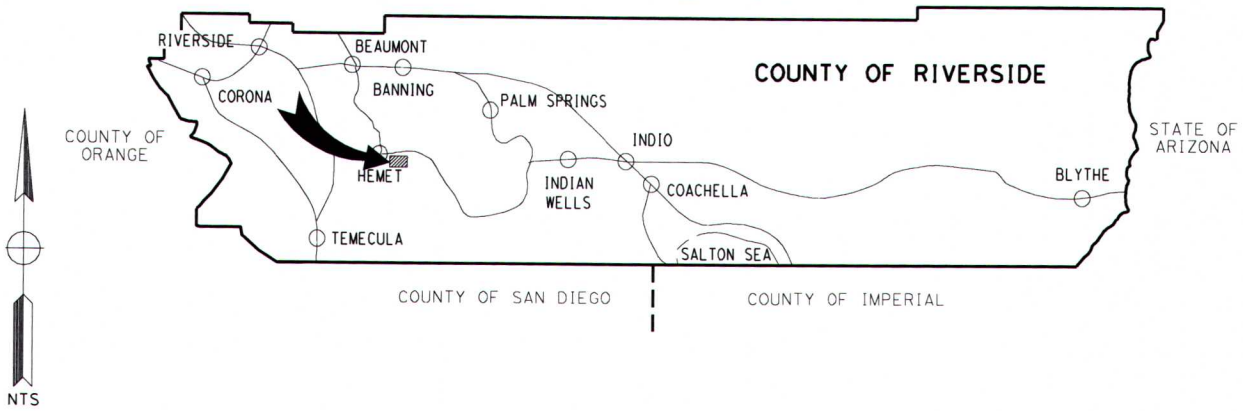 RIVERSIDE
BEAUMONT
COUNTY OF RIVERSIDE
BANNING
CORONA
PALM SPRINGS
COUNTY OF
ORANGE
STATE OF
ARIZONA
INDIO
HEMET
INDIAN
WELLS
COACHELLA
BLYTHE
TEMECULA
SALTON SEA
COUNTY OF SAN DIEGO
COUNTY OF IMPERIAL
NTS